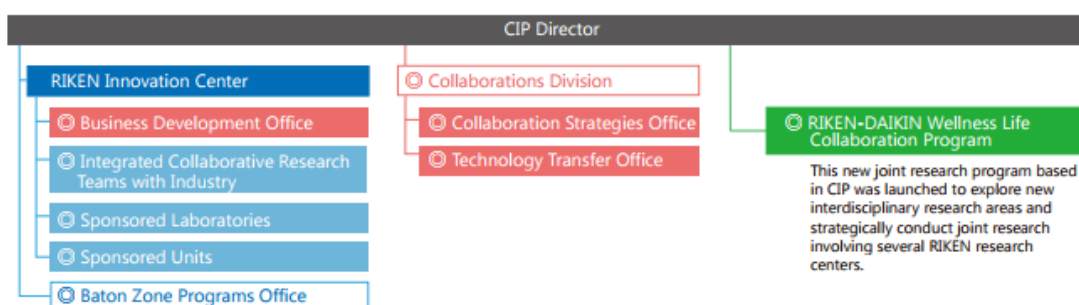 CIP Director
RIKEN Innovation Center
◎ Business Development Office
◎ Integrated Collaborative Research
Teams with Industry
◎ Sponsored Laboratories
◎ Sponsored Units
◎ Baton Zone Programs Office
◎ Collaborations Division
◎ Collaboration Strategies Office
◎ Technology Transfer Office
◎ RIKEN-DAIKIN Wellness Life
Collaboration Program
This new joint research program based
in CIP was launched to explore new
interdisciplinary research areas and
strategically conduct joint research
involving several RIKEN research
centers.